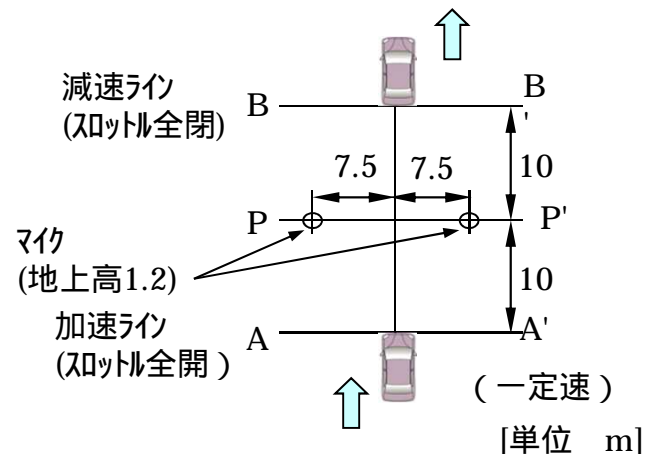 減速ライン
(スロットル全閉)
B
B
'
7.5
7.5
10
P
P'
マイク
(地上高1.2)
10
加速ライン
(スロットル全開)
A
A'
(一定速)
[単位 m]